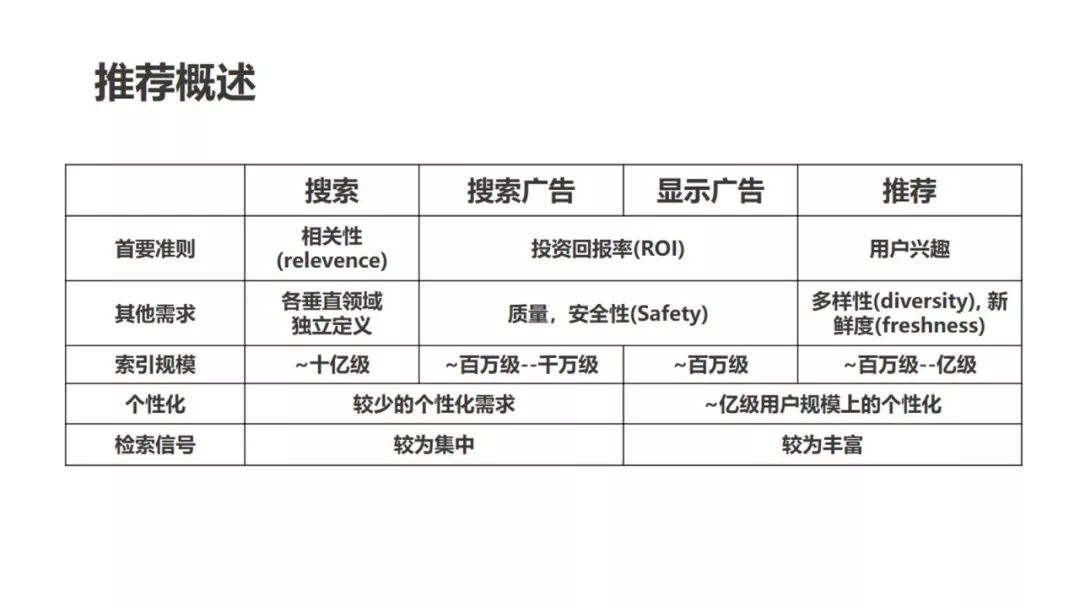 推荐概述
搜索 搜索广告 显示广告 推荐
首要准则 相关性 (relevence) 投资回报率(ROI) 用户兴趣
其他需求 各垂直领域 独立定义 质量，安全性(Safety) 多样性(diversity), 新 鲜度(freshness)
索引规模 ~十亿级 ~百万级--千万级 ~百万级 ~百万级--亿级
个性化 较少的个性化需求 ~亿级用户规模上的个性化
检索信号 较为集中 较为丰富